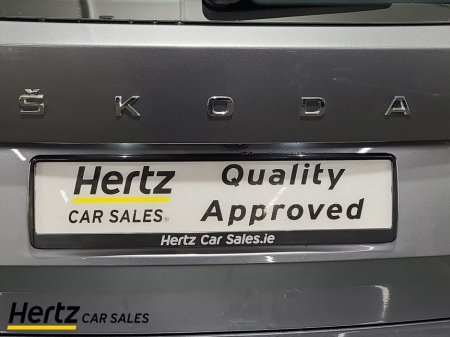 ŠKODA
Hertz Quality
CAR SALES® Approved
Hertz Car Sales.ie
Hertz CAR SALES